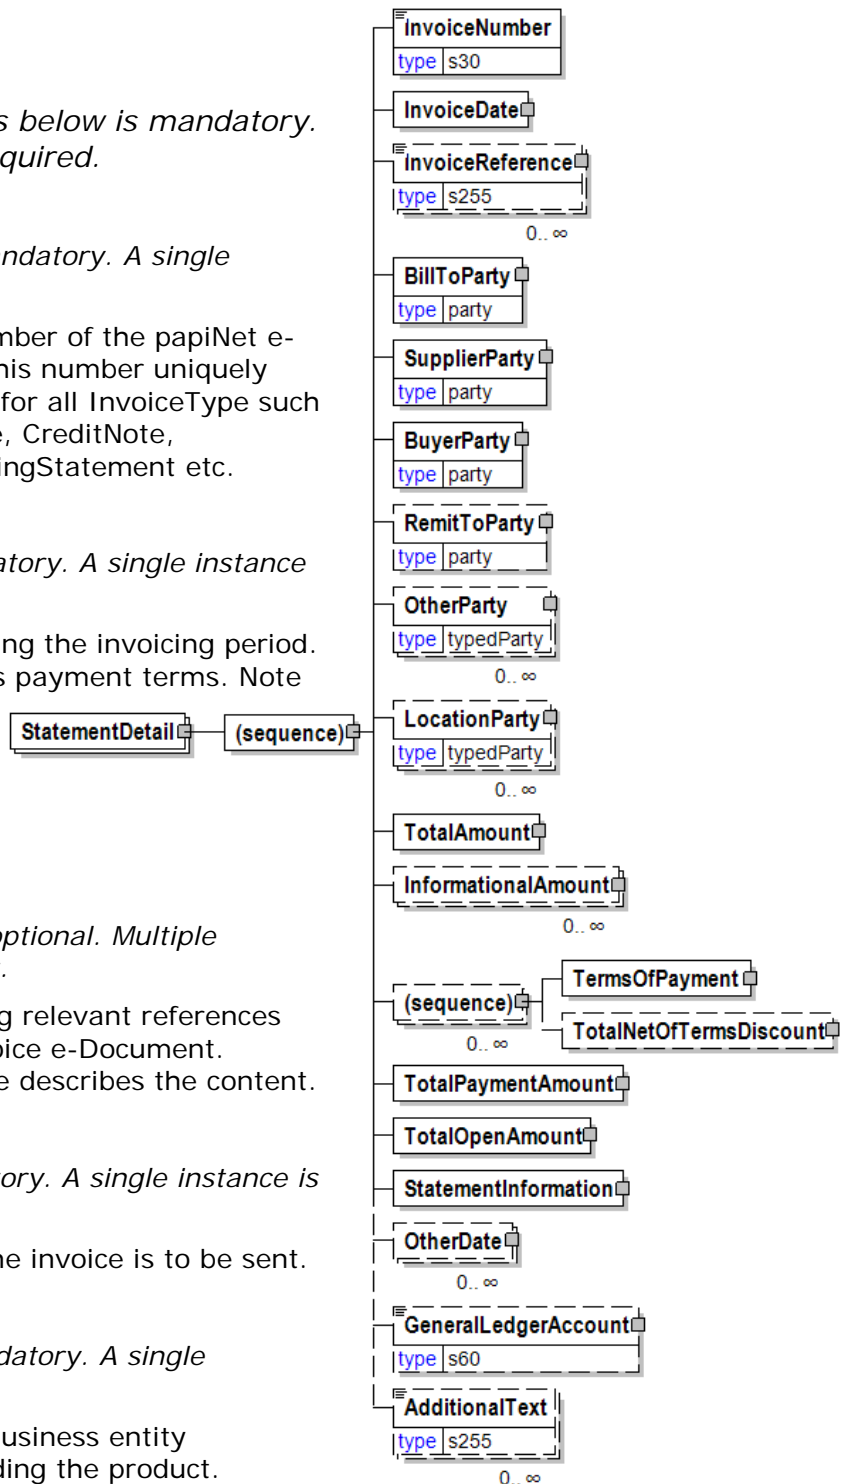 s below is mandatory.
quired.
ndatory. A single
mber of the papiNet e-
his number uniquely
for all InvoiceType such
e, CreditNote,
ingStatement etc.
atory. A single instance
ng the invoicing period.
s payment terms. Note
ptional. Multiple
.
g relevant references
oice e-Document.
e describes the content.
ory. A single instance is
he invoice is to be sent.
datory. A single
usiness entity
ding the product.
StatementDetail
(sequence)
InvoiceNumber
type s30
InvoiceDate
InvoiceReference
type s255
0.. ∞
BillToParty
type party
SupplierParty
type party
BuyerParty
type party
RemitToParty
type party
OtherParty
type typedParty
0.. ∞
LocationParty
type typedParty
0.. ∞
TotalAmount
InformationalAmount
0.. ∞
(sequence)
0.. ∞
TermsOfPayment
TotalNetOfTermsDiscount
TotalPaymentAmount
TotalOpenAmount
StatementInformation
OtherDate
0.. ∞
GeneralLedgerAccount
type s60
AdditionalText
type s255
0.. ∞